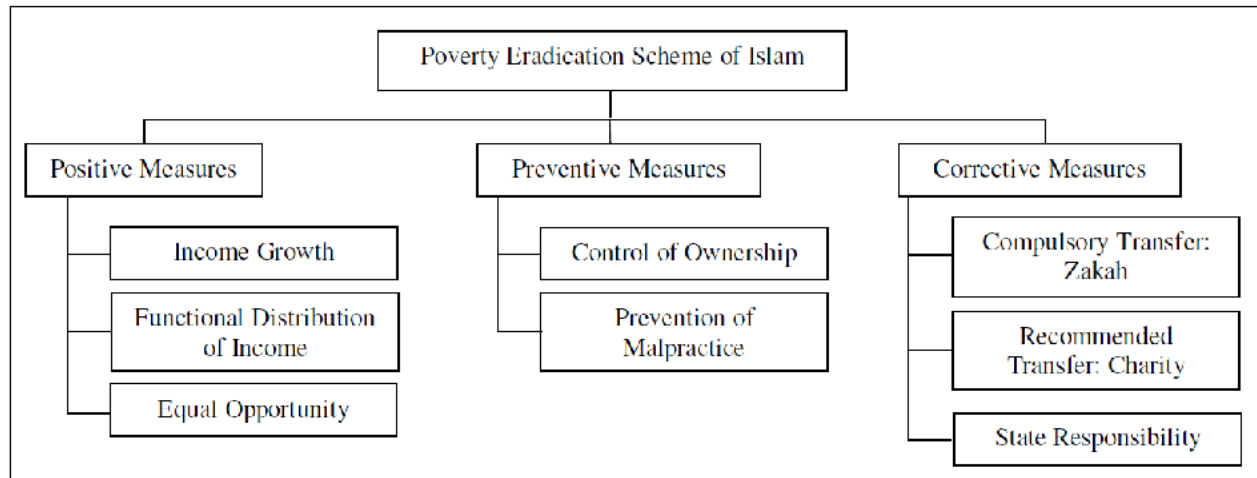 Poverty Eradication Scheme of Islam
Positive Measures
Income Growth
Functional Distribution
of Income
Equal Opportunity
Preventive Measures
Control of Ownership
Prevention of
Malpractice
Corrective Measures
Compulsory Transfer:
Zakah
Recommended
Transfer: Charity
State Responsibility